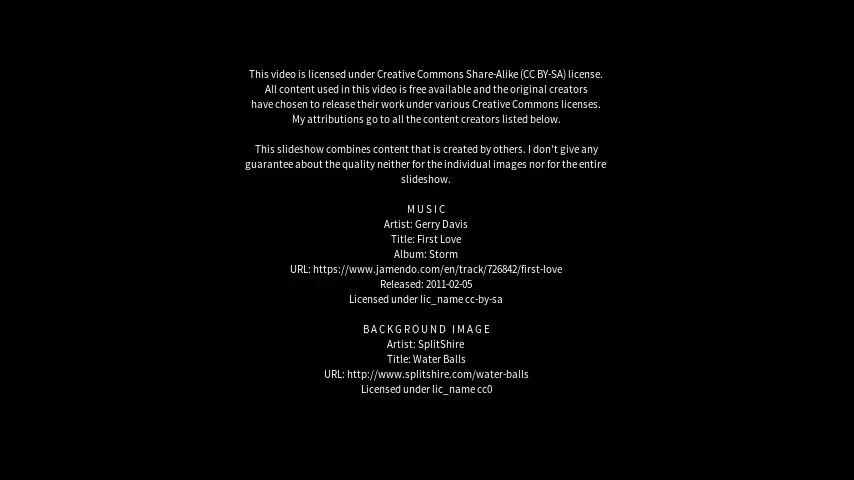 This video is licensed under Creative Commons Share-Alike (CC BY-SA) license.
All content used in this video is free available and the original creators
have chosen to release their work under various Creative Commons licenses.
My attributions go to all the content creators listed below.
This slideshow combines content that is created by others. I don't give any
guarantee about the quality neither for the individual images nor for the entire
slideshow.
MUSIC
Artist: Gerry Davis
Title: First Love
Album: Storm
URL: https://www.jamendo.com/en/track/726842/first-love
Released: 2011-02-05
Licensed under lic_name cc-by-sa
BACKGROUND IMAGE
Artist: SplitShire
Title: Water Balls
URL: http://www.splitshire.com/water-balls
Licensed under lic_name cc0